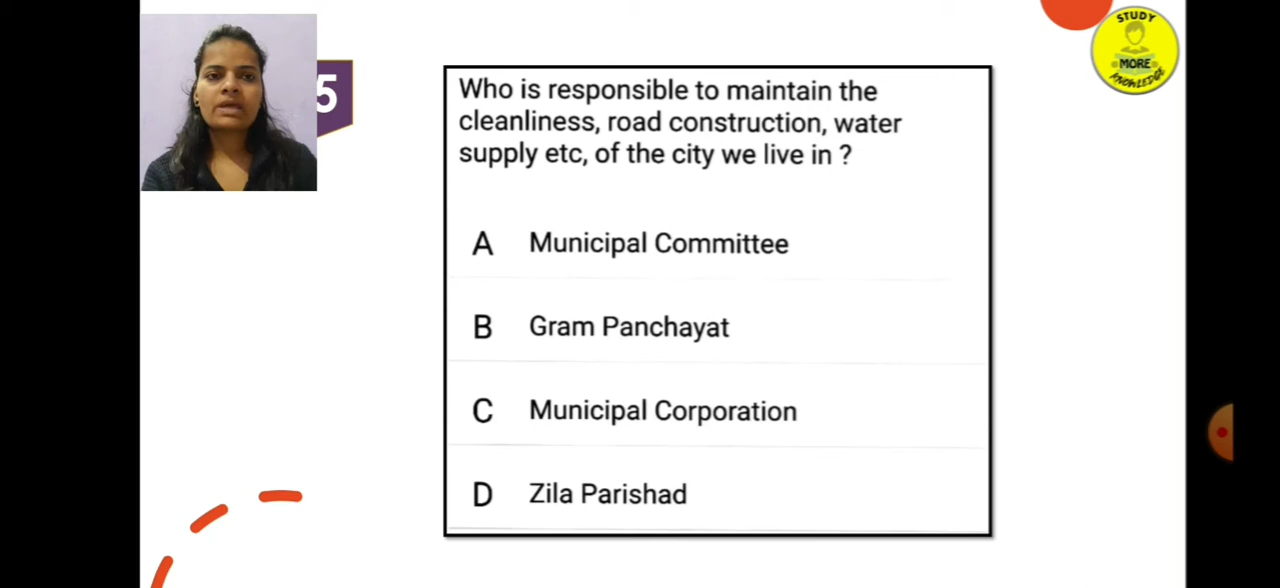 STUDY
MORE
KNOWLEDGE
5
Who is responsible to maintain the
cleanliness, road construction, water
supply etc, of the city we live in ?
A Municipal Committee
B Gram Panchayat
C Municipal Corporation
D Zila Parishad